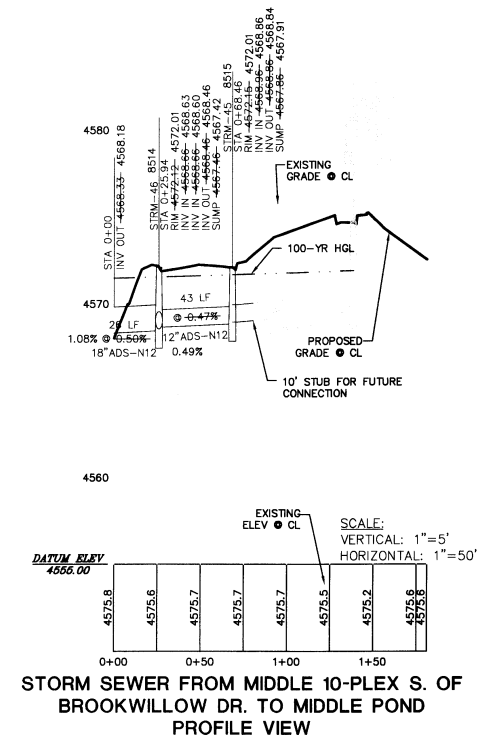 STA 0+00
INV OUT 4568.33 4568.18
STRM-46 8514
STA 0+25.94
RIM 4572.12 4572.01
INV IN 4568.66 4568.63
INV IN 4568.66 4568.60
INV OUT 4568.46 4568.46
SUMP 4567.46 4567.42
STRM-45 8515
STA 0+68.46
RIM 4572.15 4572.01
INV IN 4568.96 4568.86
INV OUT 4568.86 4568.84
SUMP 4567.86 4567.91
4580
EXISTING
GRADE @ CL
100-YR HGL
4570
43 LF
@ 0.47%
26 LF
1.08% @ 0.50%
12"ADS-N12
18"ADS-N12
0.49%
PROPOSED
GRADE @ CL
10' STUB FOR FUTURE
CONNECTION
4560
EXISTING
ELEV @ CL
SCALE:
VERTICAL: 1"=5'
HORIZONTAL: 1"=50'
DATUM ELEV
4555.00
4575.8
4575.6
4575.7
4575.7
4575.7
4575.5
4575.2
4575.6
4575.6
0+00
0+50
1+00
1+50
STORM SEWER FROM MIDDLE 10-PLEX S. OF
BROOKWILLOW DR. TO MIDDLE POND
PROFILE VIEW